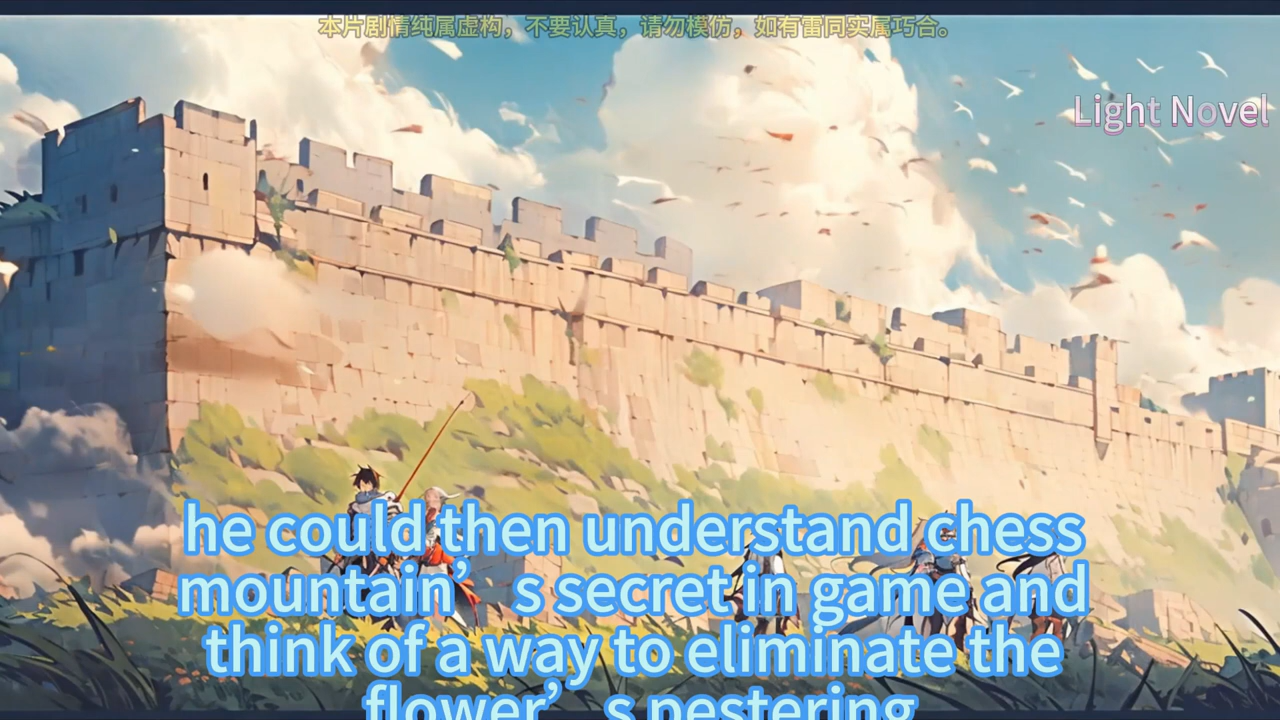 本片剧情纯属虚构，不要认真，请勿模仿，如有雷同实属巧合。
Light Novel
he could then understand chess
mountain’s secret in game and
think of a way to eliminate the
flower’s pestering